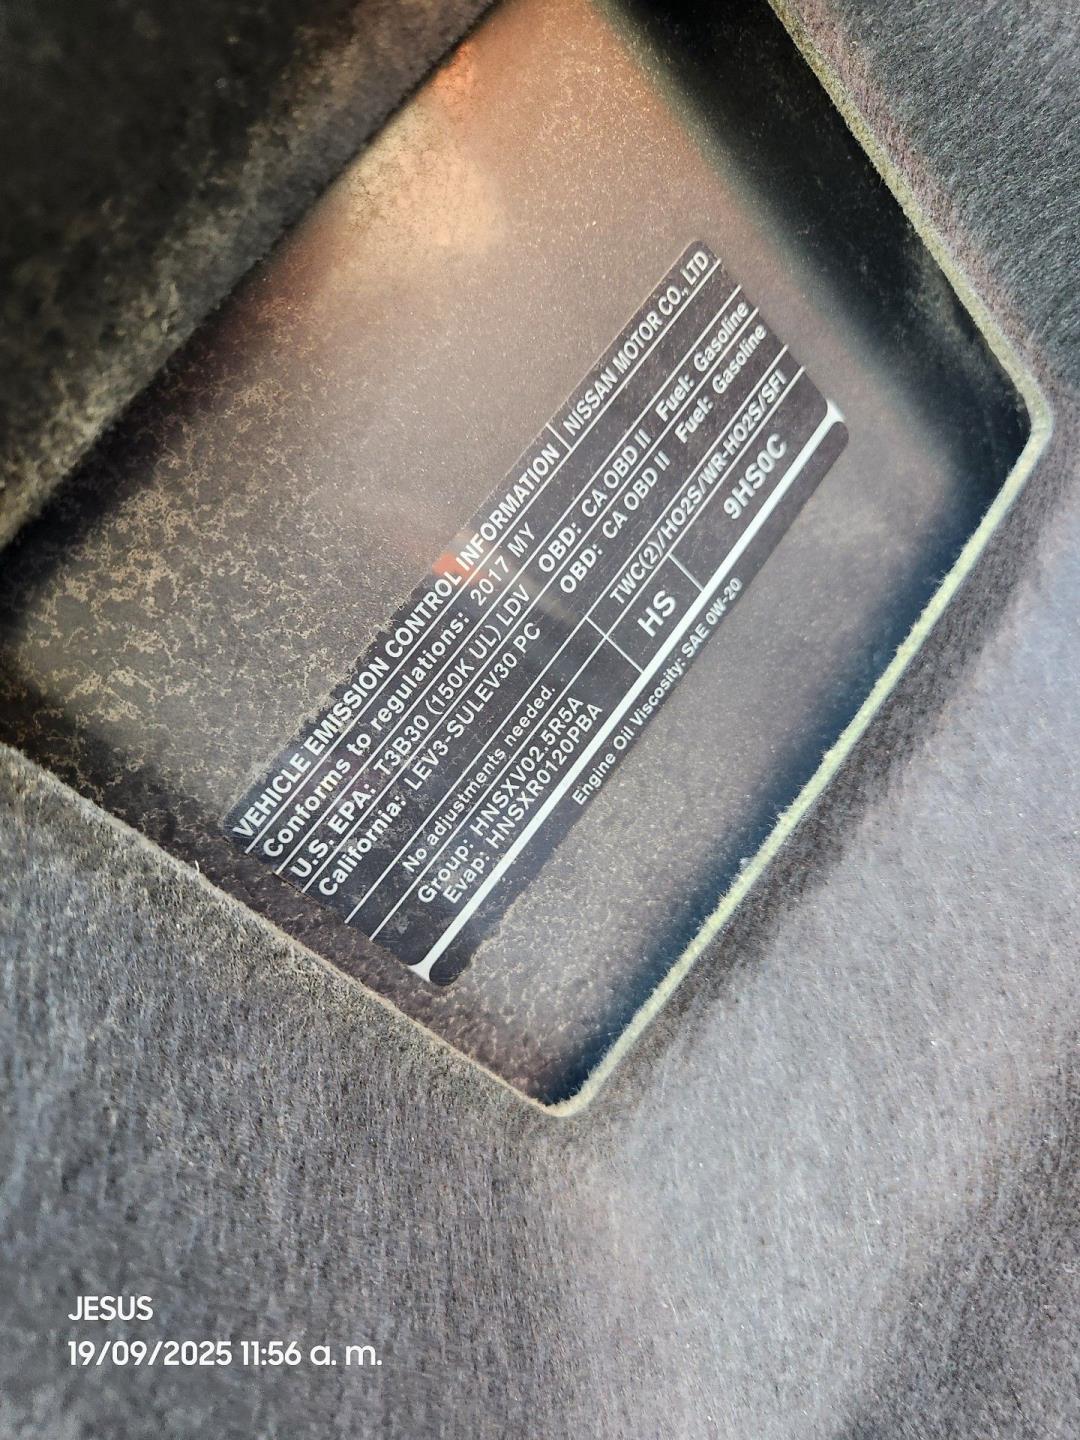 VEHICLE EMISSION CONTROL INFORMATION | NISSAN MOTOR CO., LTD
Conforms to regulations: 2017 MY
U.S. EPA: T3B30 (150K UL) LDV OBD: CA OBD II Fuel: Gasoline
California: LEV3-SULEV30 PC OBD: CA OBD II Fuel: Gasoline
No adjustments needed. TWC(2)/HO2S/WR-HO2S/SFI
Group: HNSXV02.5R5A HS 9HS0C
Evap: HNSXR0120PBA
Engine Oil Viscosity: SAE 0W-20
JESUS
19/09/2025 11:56 a. m.